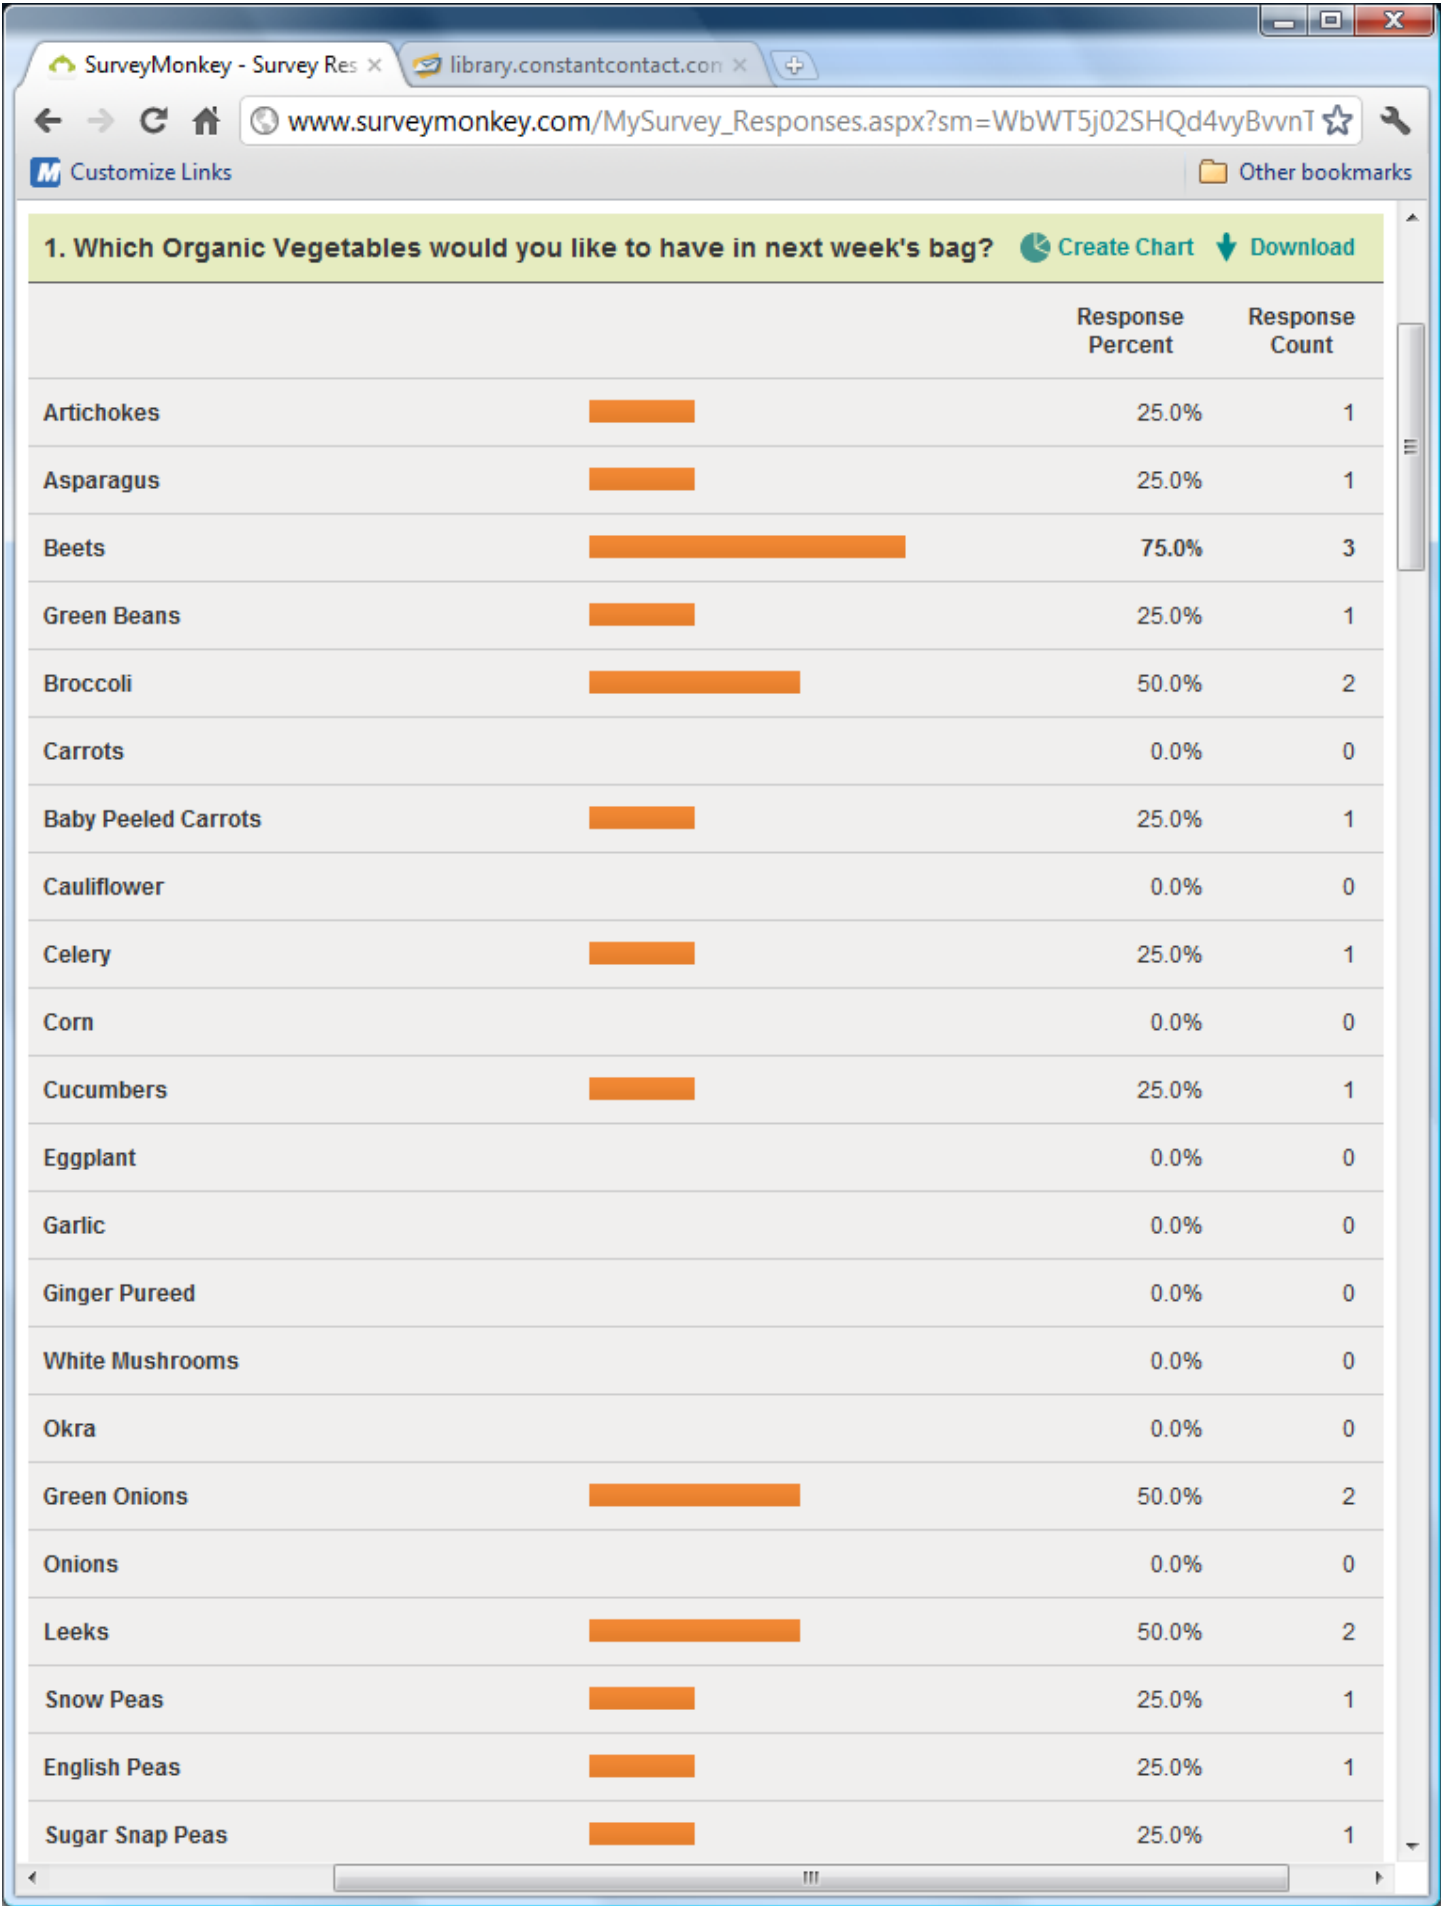 SurveyMonkey - Survey Res
library.constantcontact.con
www.surveymonkey.com/MySurvey_Responses.aspx?sm=WbWT5j02SHQd4vyBvvnT
Customize Links
Other bookmarks
1. Which Organic Vegetables would you like to have in next week's bag? Create Chart Download
Response Percent Response Count
Artichokes 25.0% 1
Asparagus 25.0% 1
Beets 75.0% 3
Green Beans 25.0% 1
Broccoli 50.0% 2
Carrots 0.0% 0
Baby Peeled Carrots 25.0% 1
Cauliflower 0.0% 0
Celery 25.0% 1
Corn 0.0% 0
Cucumbers 25.0% 1
Eggplant 0.0% 0
Garlic 0.0% 0
Ginger Pureed 0.0% 0
White Mushrooms 0.0% 0
Okra 0.0% 0
Green Onions 50.0% 2
Onions 0.0% 0
Leeks 50.0% 2
Snow Peas 25.0% 1
English Peas 25.0% 1
Sugar Snap Peas 25.0% 1